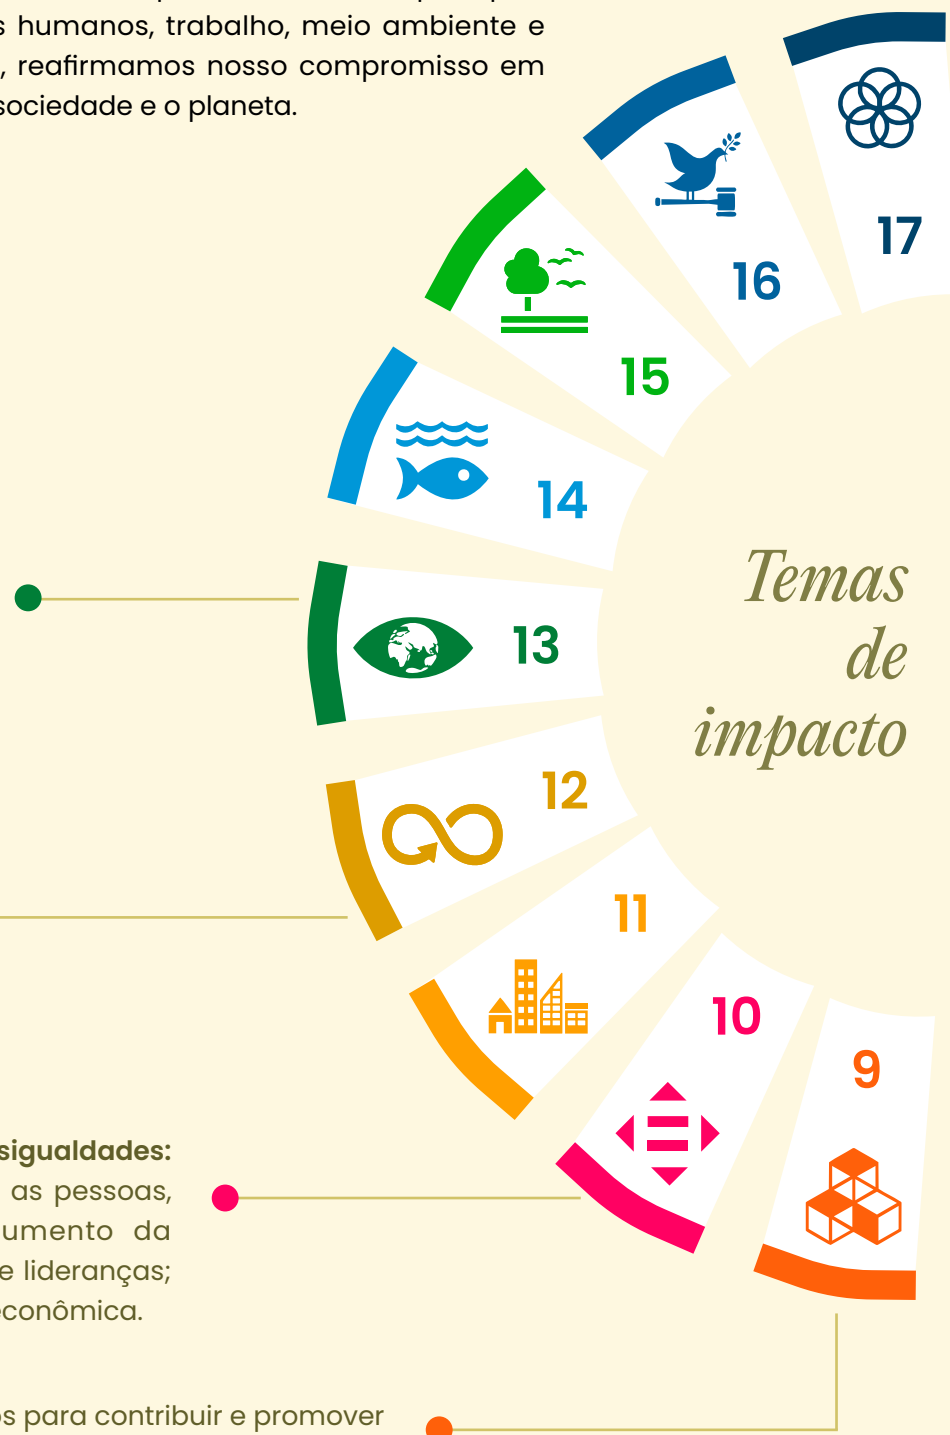 humanos, trabalho, meio ambiente e
, reafirmamos nosso compromisso em
sociedade e o planeta.
17
16
15
14
Temas
de
impacto
13
12
11
10
9
sigualdades:
as pessoas,
umento da
e lideranças;
econômica.
os para contribuir e promover